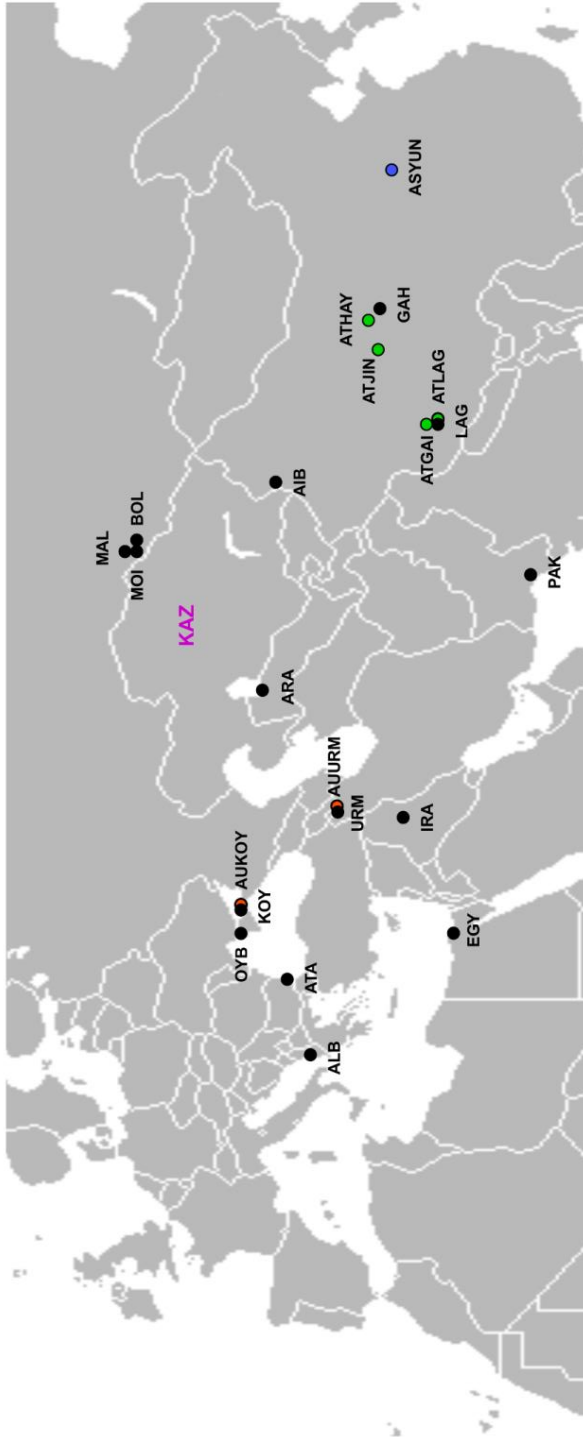 MAL
MOI
BOL
KAZ
OYB
AUKOY
KOY
ARA
AIB
ATA
AUURM
ALB
ATHAY
URM
ATJIN
GAH
ASYUN
IRA
ATGAI
ATLAG
LAG
EGY
PAK